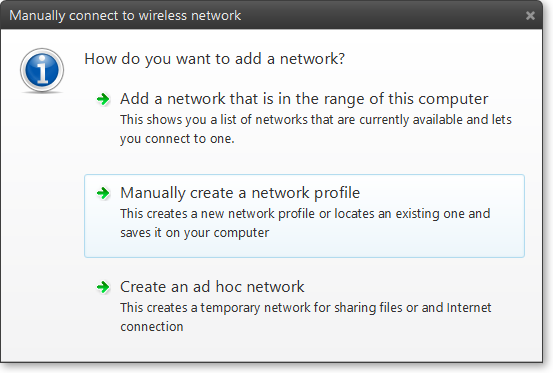 Manually connect to wireless network
How do you want to add a network?
Add a network that is in the range of this computer
This shows you a list of networks that are currently available and lets
you connect to one.
Manually create a network profile
This creates a new network profile or locates an existing one and
saves it on your computer
Create an ad hoc network
This creates a temporary network for sharing files or and Internet
connection